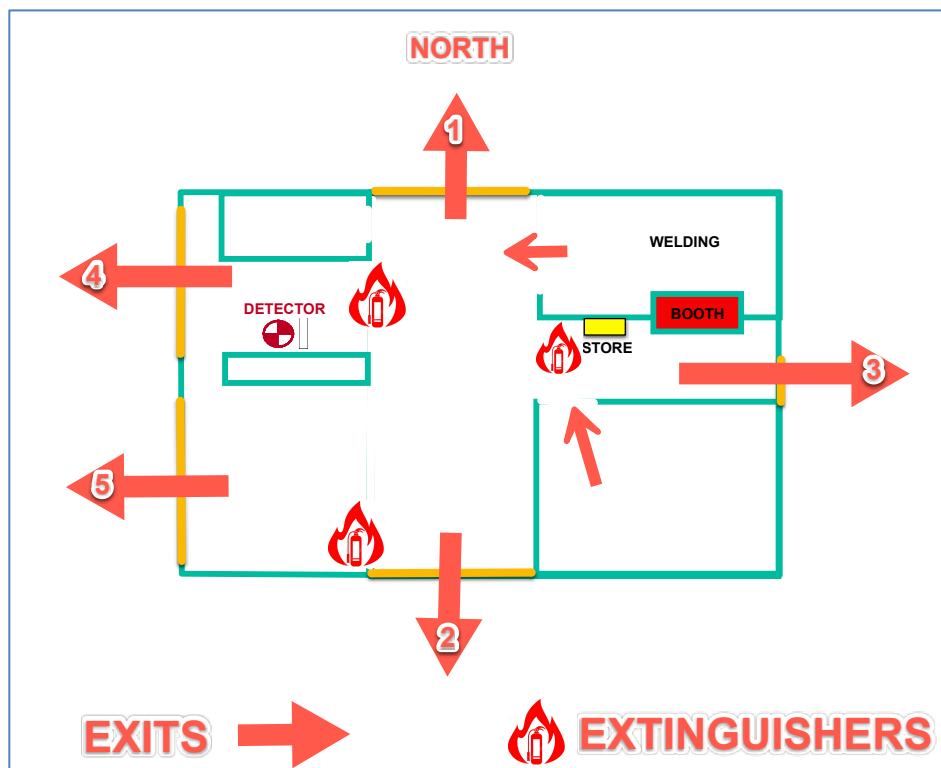 NORTH
1
WELDING
4
DETECTOR
BOOTH
STORE
3
5
2
EXITS
EXTINGUISHERS